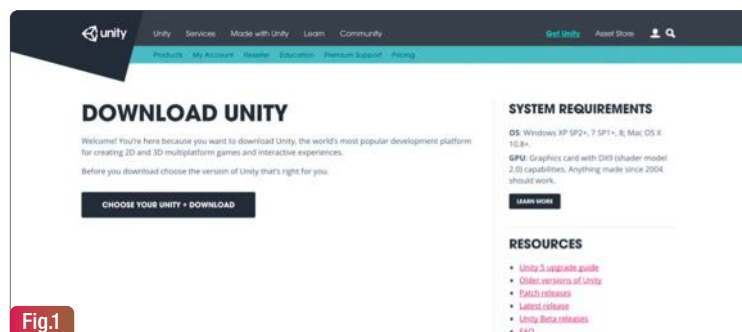 unity Unity Services Made with Unity Learn Community Get Unity Asset Store
Products My Account Reseller Education Premium Support Pricing
DOWNLOAD UNITY
Welcome! You're here because you want to download Unity, the world's most popular development platform
for creating 2D and 3D multiplatform games and interactive experiences.
Before you download choose the version of Unity that's right for you.
CHOOSE YOUR UNITY + DOWNLOAD
SYSTEM REQUIREMENTS
OS: Windows XP SP2+, 7 SP1+, 8; Mac OS X
10.8+.
GPU: Graphics card with DX9 (shader model
2.0) capabilities. Anything made since 2004
should work.
LEARN MORE
RESOURCES
Unity 5 upgrade guide
Older versions of Unity
Patch releases
Latest release
Unity Beta releases
FAQ
Fig.1